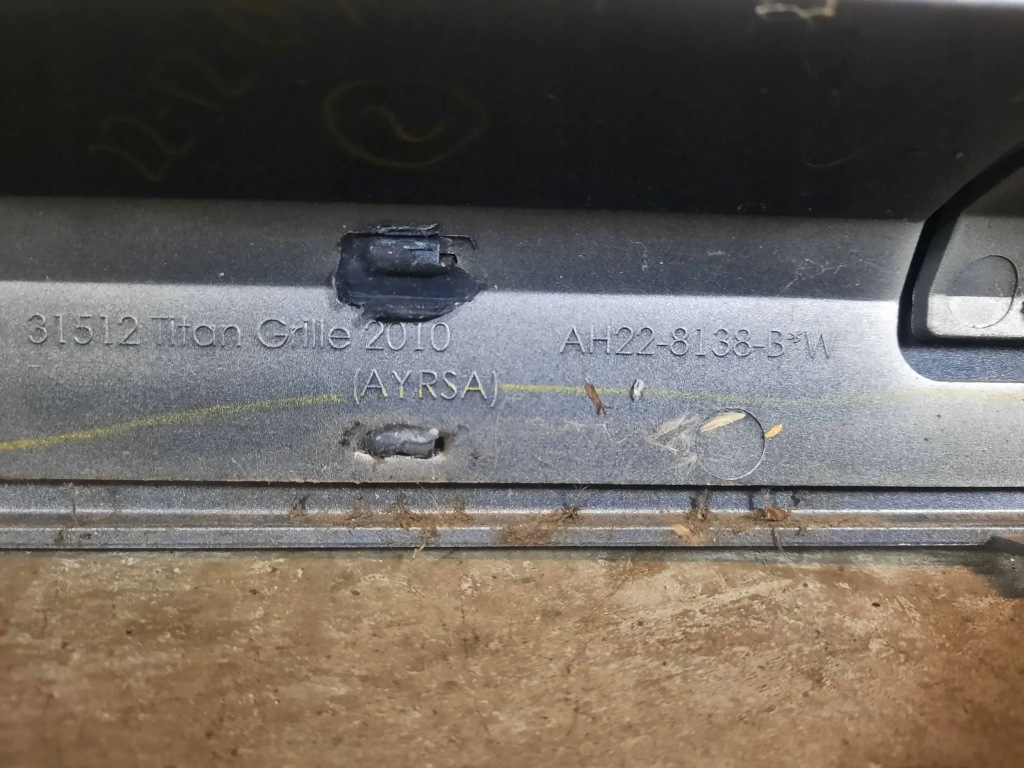 31512 Titan Grille 2010
AH22-8138-B*W
(AYRSA)